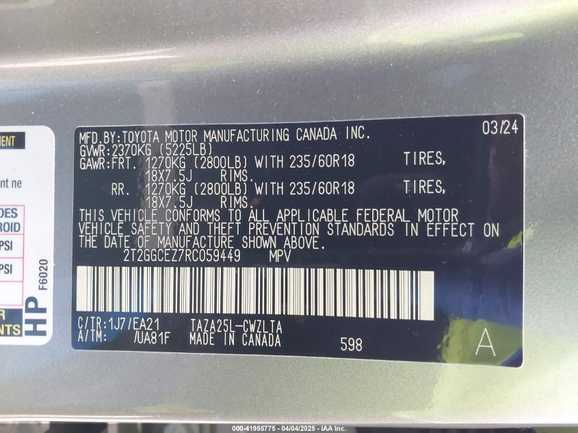 MFD.BY:TOYOTA MOTOR MANUFACTURING CANADA INC. 03/24
GVWR:2370KG (5225LB)
GAWR:FRT. 1270KG (2800LB) WITH 235/60R18 TIRES,
18X7.5J RIMS.
RR. 1270KG (2800LB) WITH 235/60R18 TIRES,
18X7.5J RIMS.
THIS VEHICLE CONFORMS TO ALL APPLICABLE FEDERAL MOTOR
VEHICLE SAFETY AND THEFT PREVENTION STANDARDS IN EFFECT ON
THE DATE OF MANUFACTURE SHOWN ABOVE.
2T2GGCEZ7RC059449 MPV
C/TR:1J7/EA21 TAZA25L-CWZLTA
A/TM: /UA81F MADE IN CANADA
598 A
HP
F6020
PSI
PSI
000-41955775 - 04/04/2025 - IAA Inc.